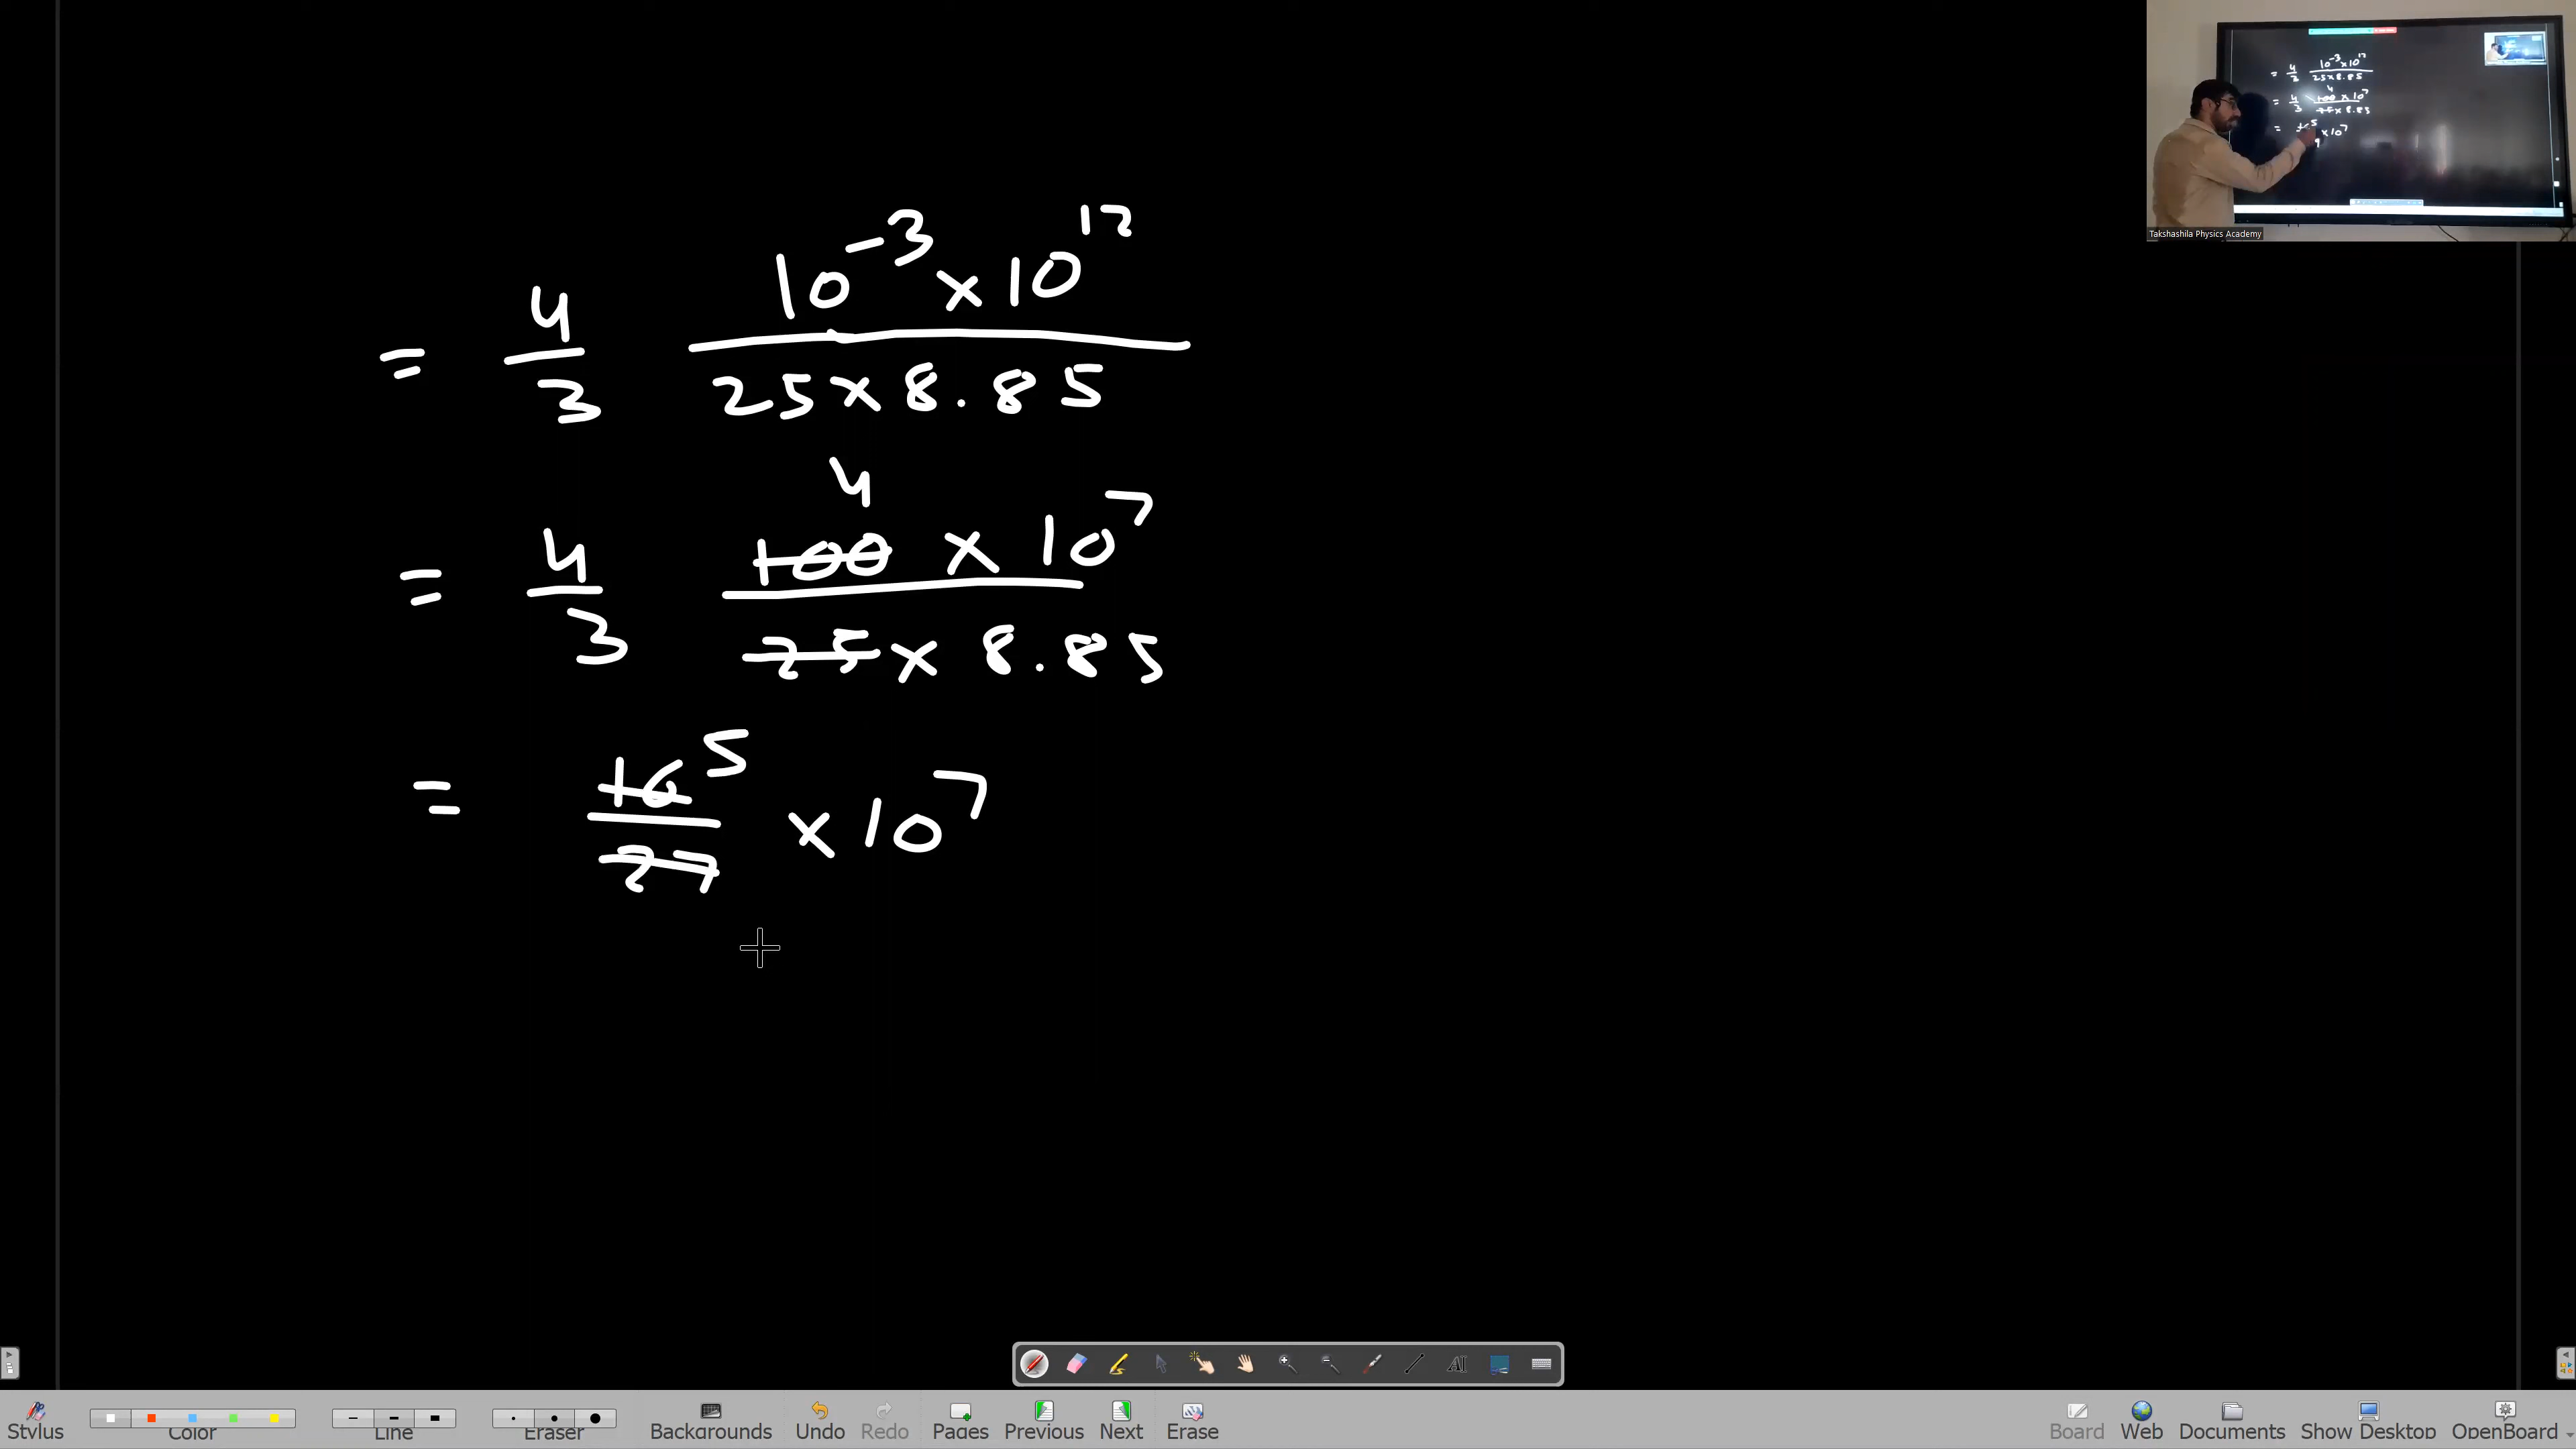 = 4/3 10^-3 × 10^12 / 25 × 8.85
4
= 4/3 100 × 10^7 / 25 × 8.85
= 16 5 / 27 × 10^7
Takshashila Physics Academy
Stylus Color Line Eraser Backgrounds Undo Redo Pages Previous Next Erase Board Web Documents Show Desktop OpenBoard